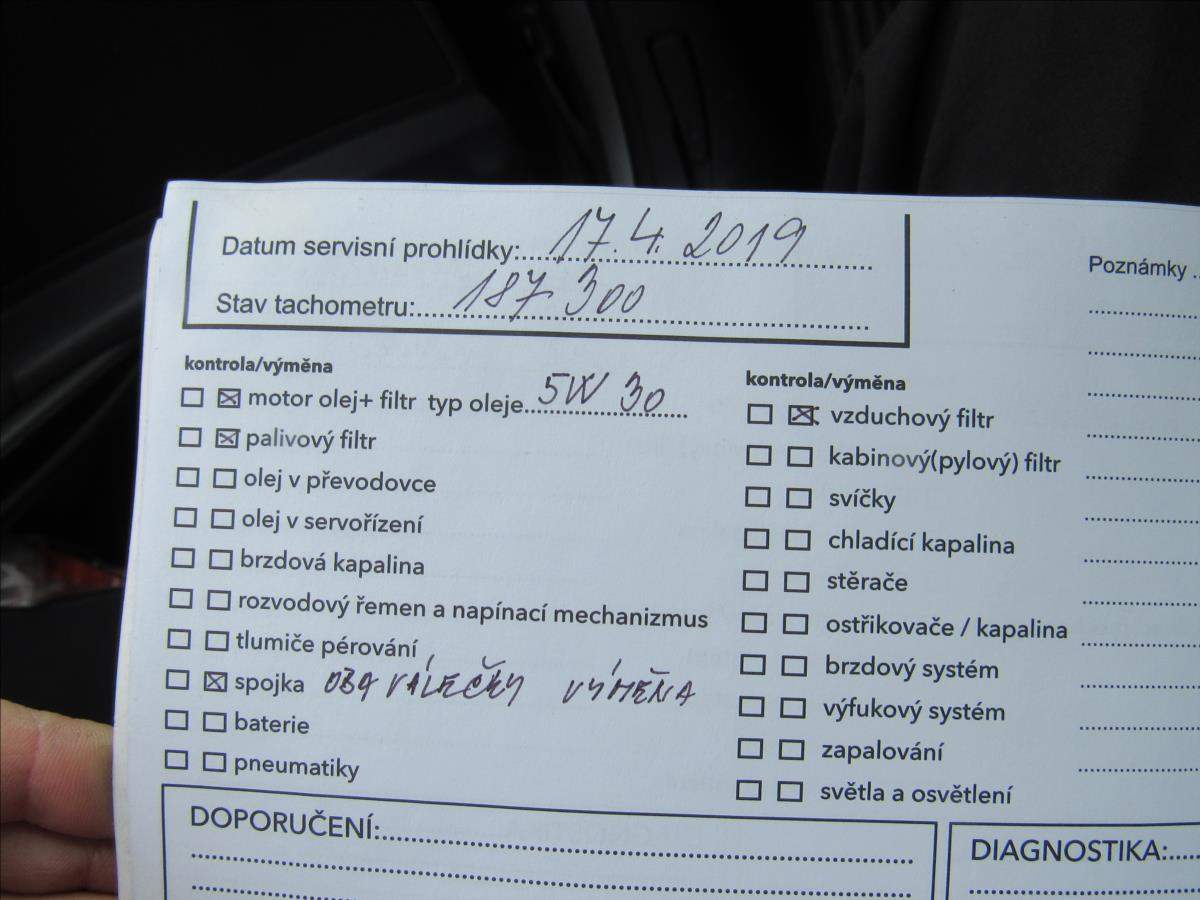 Datum servisní prohlídky: 17.4. 2019
Stav tachometru: 187 300
Poznámky
kontrola/výměna
motor olej+ filtr typ oleje 5W 30
palivový filtr
olej v převodovce
olej v servořízení
brzdová kapalina
rozvodový řemen a napínací mechanizmus
tlumiče pérování
spojka VÁLEČKY VÝMĚNA
baterie
pneumatiky
kontrola/výměna
vzduchový filtr
kabinový(pylový) filtr
svíčky
chladící kapalina
stěrače
ostřikovače / kapalina
brzdový systém
výfukový systém
zapalování
světla a osvětlení
DOPORUČENÍ:
DIAGNOSTIKA: